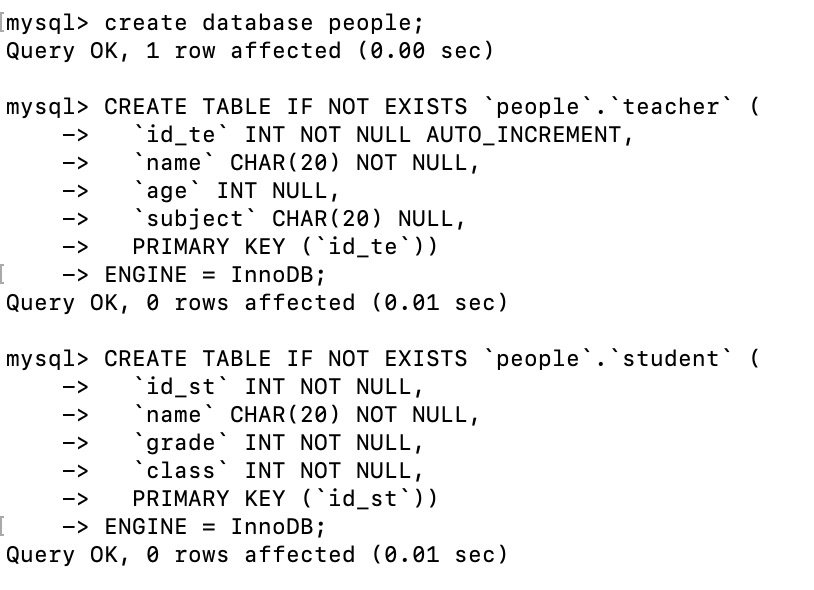 mysql> create database people;
Query OK, 1 row affected (0.00 sec)
mysql> CREATE TABLE IF NOT EXISTS `people`.`teacher` (
    ->   `id_te` INT NOT NULL AUTO_INCREMENT,
    ->   `name` CHAR(20) NOT NULL,
    ->   `age` INT NULL,
    ->   `subject` CHAR(20) NULL,
    ->   PRIMARY KEY (`id_te`))
    -> ENGINE = InnoDB;
Query OK, 0 rows affected (0.01 sec)
mysql> CREATE TABLE IF NOT EXISTS `people`.`student` (
    ->   `id_st` INT NOT NULL,
    ->   `name` CHAR(20) NOT NULL,
    ->   `grade` INT NOT NULL,
    ->   `class` INT NOT NULL,
    ->   PRIMARY KEY (`id_st`))
    -> ENGINE = InnoDB;
Query OK, 0 rows affected (0.01 sec)